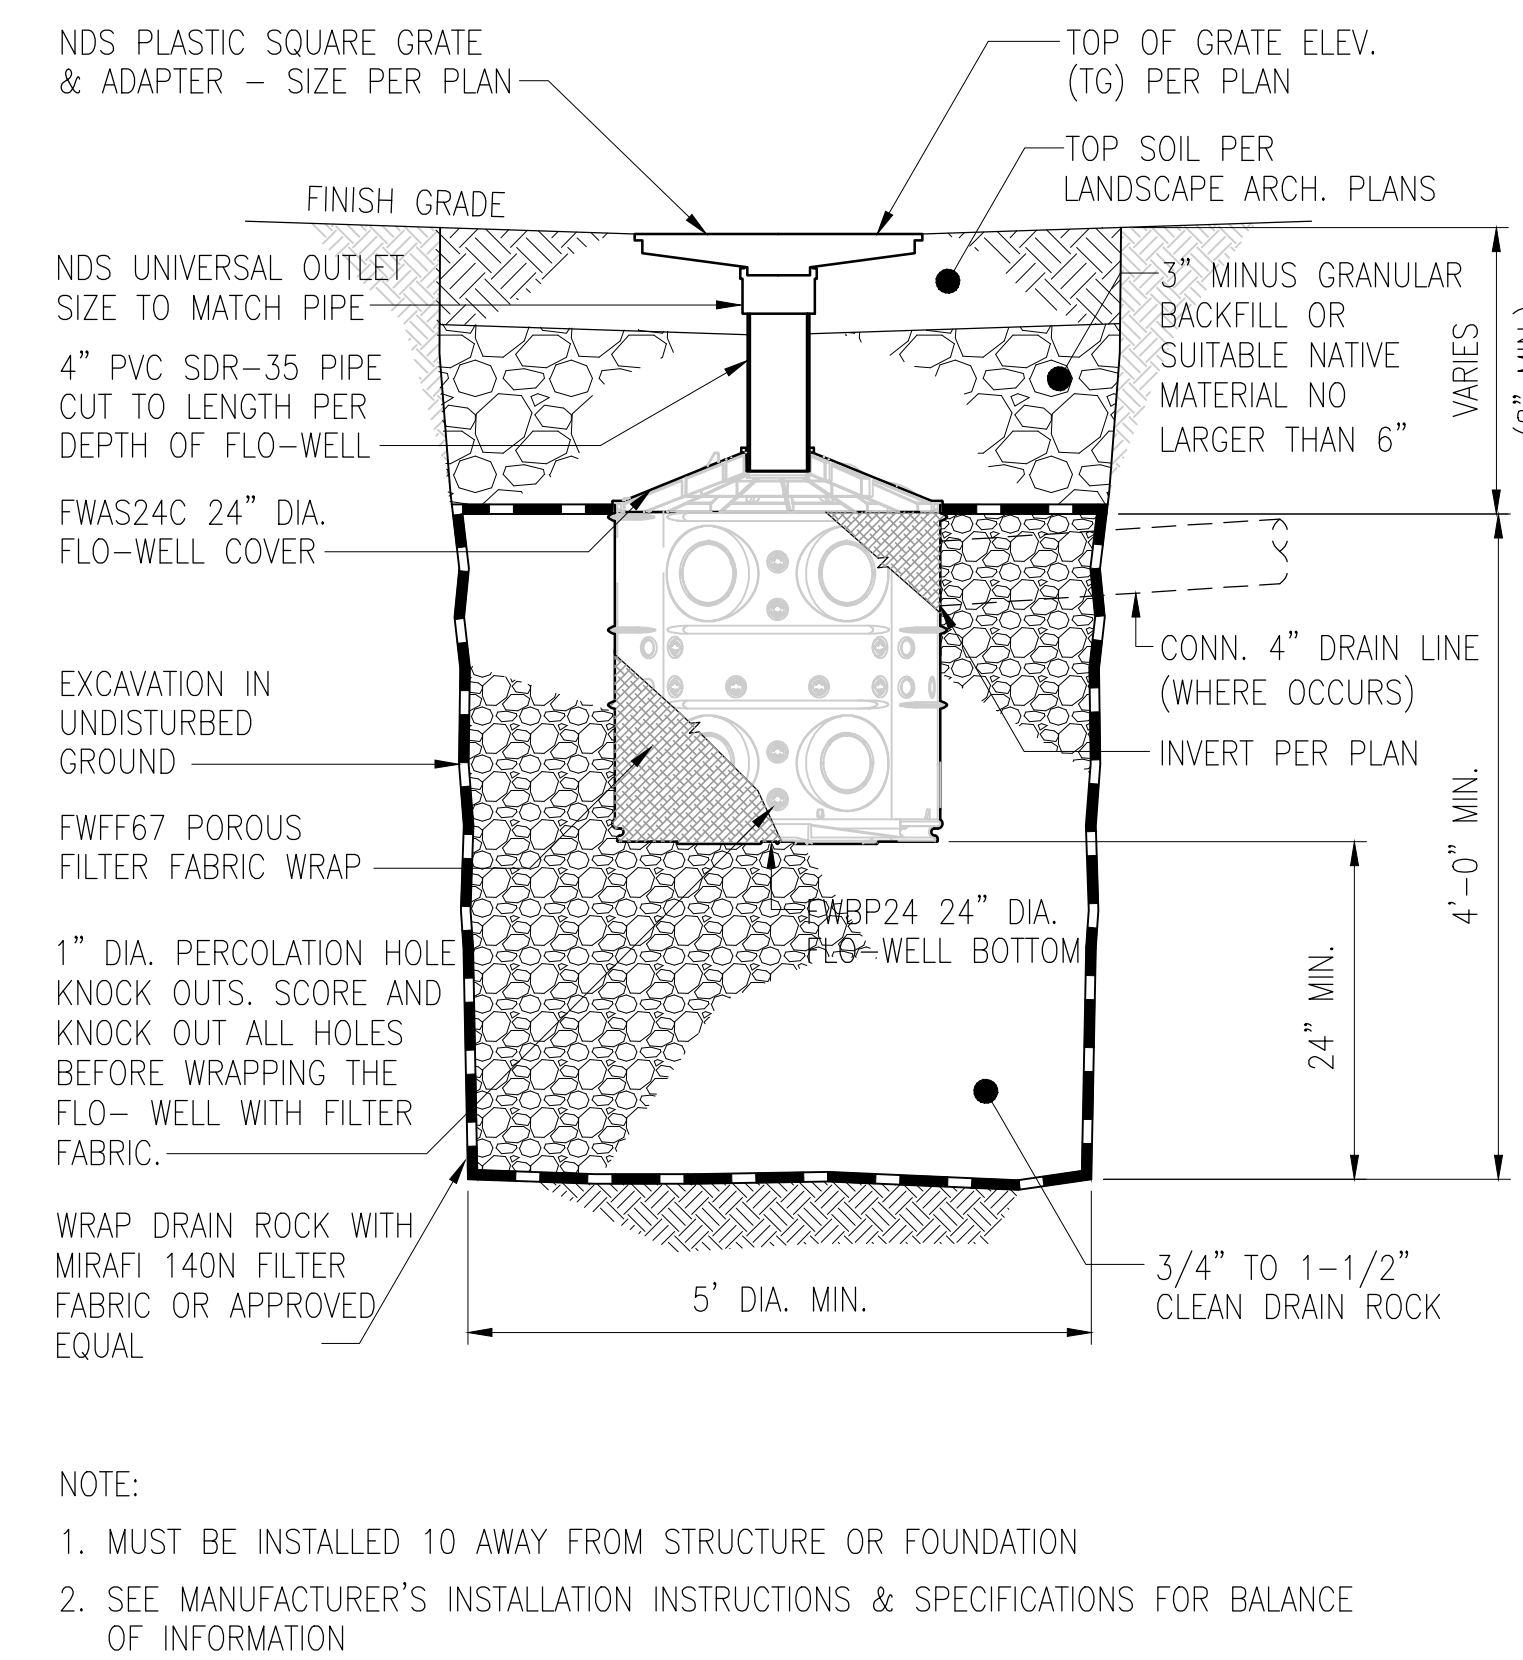 NDS PLASTIC SQUARE GRATE
& ADAPTER – SIZE PER PLAN
TOP OF GRATE ELEV.
(TG) PER PLAN
TOP SOIL PER
LANDSCAPE ARCH. PLANS
FINISH GRADE
NDS UNIVERSAL OUTLET
SIZE TO MATCH PIPE
3" MINUS GRANULAR
BACKFILL OR
SUITABLE NATIVE
MATERIAL NO
LARGER THAN 6"
VARIES
4" PVC SDR–35 PIPE
CUT TO LENGTH PER
DEPTH OF FLO–WELL
FWAS24C 24" DIA.
FLO–WELL COVER
CONN. 4" DRAIN LINE
(WHERE OCCURS)
INVERT PER PLAN
EXCAVATION IN
UNDISTURBED
GROUND
FWFF67 POROUS
FILTER FABRIC WRAP
4'–0" MIN.
24" MIN.
FWBP24 24" DIA.
FLO–WELL BOTTOM
1" DIA. PERCOLATION HOLE
KNOCK OUTS. SCORE AND
KNOCK OUT ALL HOLES
BEFORE WRAPPING THE
FLO– WELL WITH FILTER
FABRIC.
WRAP DRAIN ROCK WITH
MIRAFI 140N FILTER
FABRIC OR APPROVED
EQUAL
5' DIA. MIN.
3/4" TO 1–1/2"
CLEAN DRAIN ROCK
NOTE:
1. MUST BE INSTALLED 10 AWAY FROM STRUCTURE OR FOUNDATION
2. SEE MANUFACTURER'S INSTALLATION INSTRUCTIONS & SPECIFICATIONS FOR BALANCE
OF INFORMATION